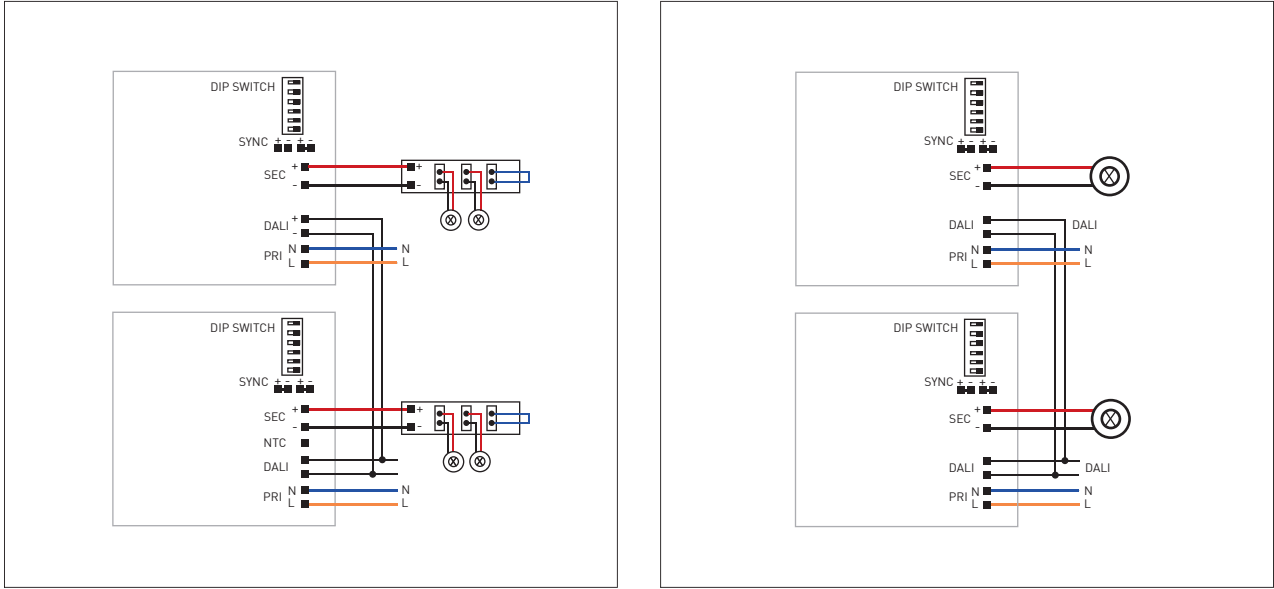 DIP SWITCH
SYNC + - + -
SEC + +
- -
DALI +
-
PRI N N
L L
DIP SWITCH
SYNC + - + -
SEC + +
- -
NTC
DALI
PRI N N
L L
DIP SWITCH
SYNC + - + -
SEC +
-
DALI DALI
PRI N N
L L
DIP SWITCH
SYNC + - + -
SEC +
-
DALI DALI
PRI N N
L L